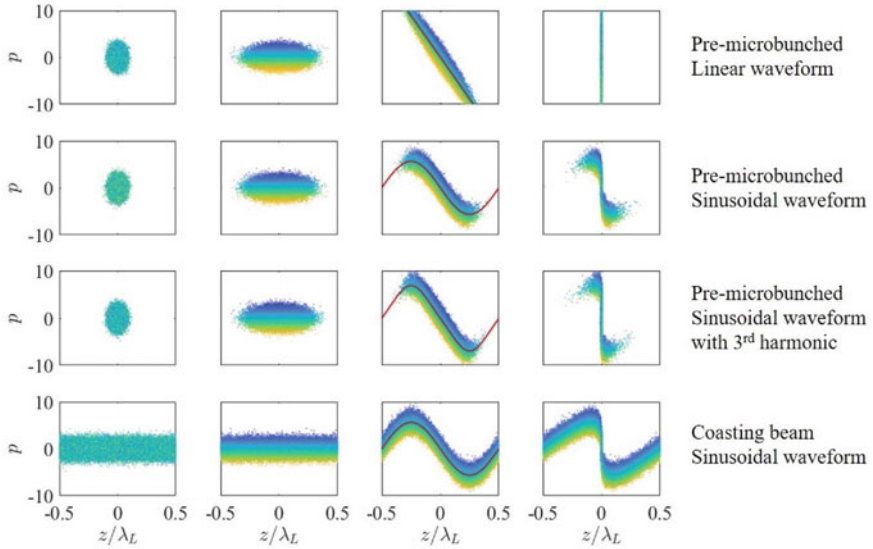 10
0
-10
p
Pre-microbunched
Linear waveform
10
0
-10
p
Pre-microbunched
Sinusoidal waveform
10
0
-10
p
Pre-microbunched
Sinusoidal waveform
with 3rd harmonic
10
0
-10
p
Coasting beam
Sinusoidal waveform
-0.5 0 0.5 -0.5 0 0.5 -0.5 0 0.5 -0.5 0 0.5
z/λL z/λL z/λL z/λL